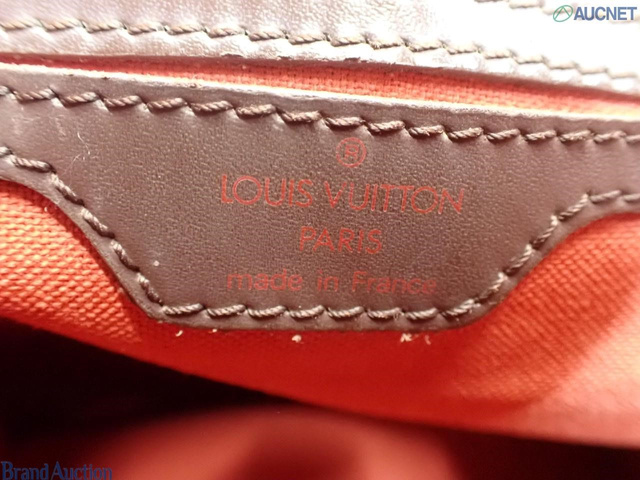 AUCNET
®
LOUIS VUITTON
PARIS
made in France
Brand Auction